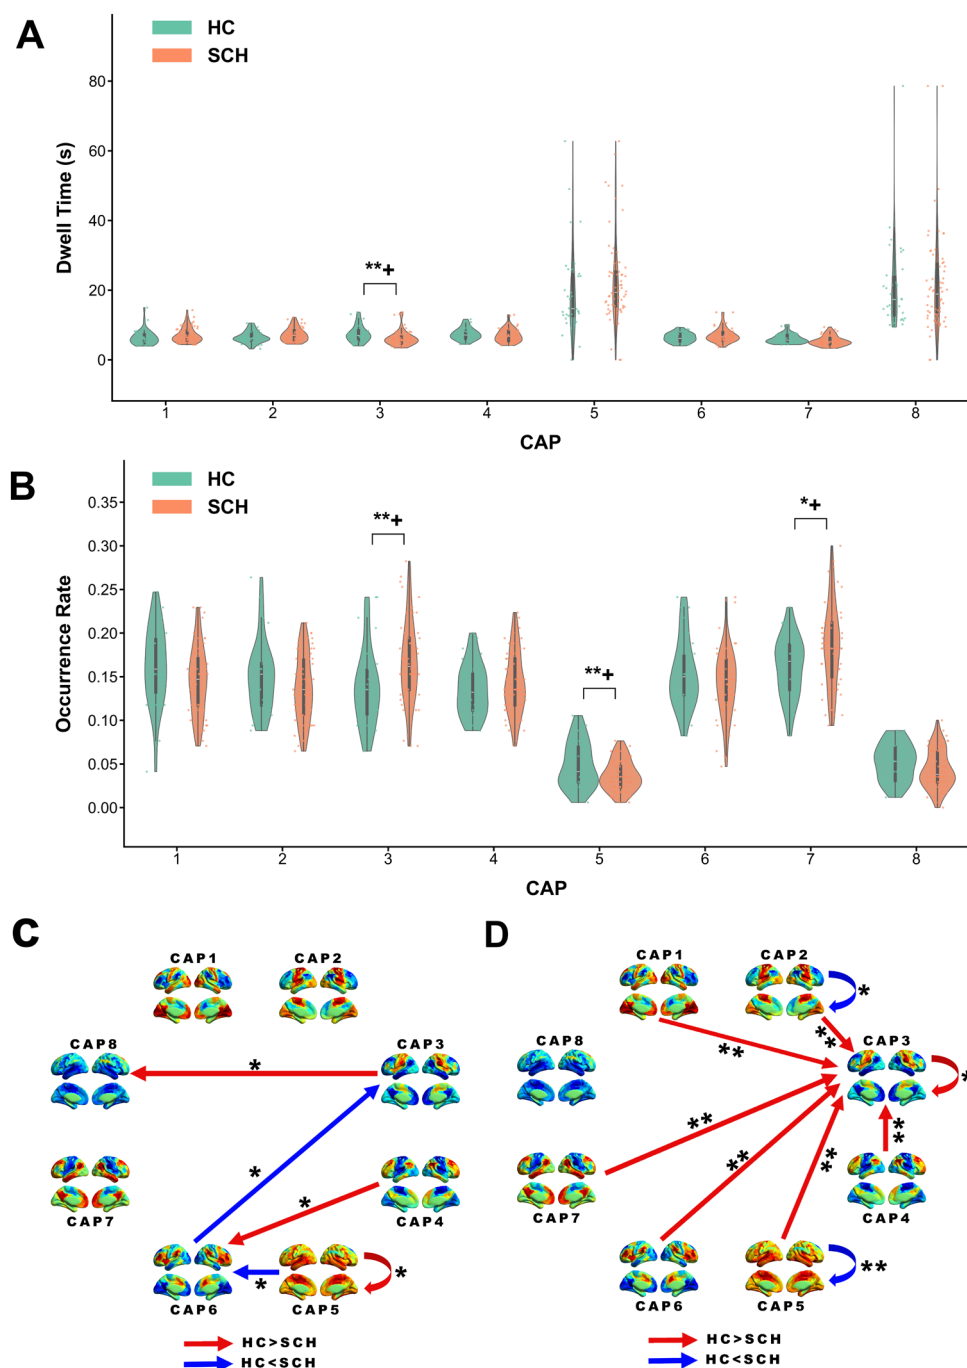 A
HC
SCH
Dwell Time (s)
80
60
40
20
0
**+
1 2 3 4 5 6 7 8
CAP
B
HC
SCH
Occurrence Rate
0.35
0.30
0.25
0.20
0.15
0.10
0.05
0.00
**+
**+
*+
1 2 3 4 5 6 7 8
CAP
C
CAP1 CAP2
CAP8 CAP3
*
*
*
CAP7 CAP4
* *
CAP6 CAP5
HC>SCH
HC<SCH
D
CAP1 CAP2
*
**
**
CAP8 CAP3
*
**
**
**
**
CAP7 CAP4
**
CAP6 CAP5
HC>SCH
HC<SCH